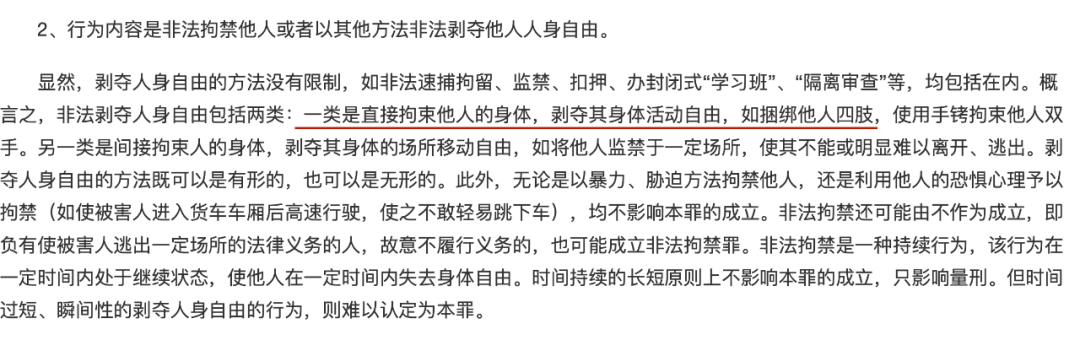 2、行为内容是非法拘禁他人或者以其他方法非法剥夺他人人身自由。
显然，剥夺人身自由的方法没有限制，如非法逮捕拘留、监禁、扣押、办封闭式“学习班”、“隔离审查”等，均包括在内。概
言之，非法剥夺人身自由包括两类：一类是直接拘束他人的身体，剥夺其身体活动自由，如捆绑他人四肢，使用手铐拘束他人双
手。另一类是间接拘束人的身体，剥夺其身体的场所移动自由，如将他人监禁于一定场所，使其不能或明显难以离开、逃出。剥
夺人身自由的方法既可以是有形的，也可以是无形的。此外，无论是以暴力、胁迫方法拘禁他人，还是利用他人的恐惧心理予以
拘禁（如使被害人进入货车车厢后高速行驶，使之不敢轻易跳下车），均不影响本罪的成立。非法拘禁还可能由不作为成立，即
负有使被害人逃出一定场所的法律义务的人，故意不履行义务的，也可能成立非法拘禁罪。非法拘禁是一种持续行为，该行为在
一定时间内处于继续状态，使他人在一定时间内失去身体自由。时间持续的长短原则上不影响本罪的成立，只影响量刑。但时间
过短、瞬间性的剥夺人身自由的行为，则难以认定为本罪。